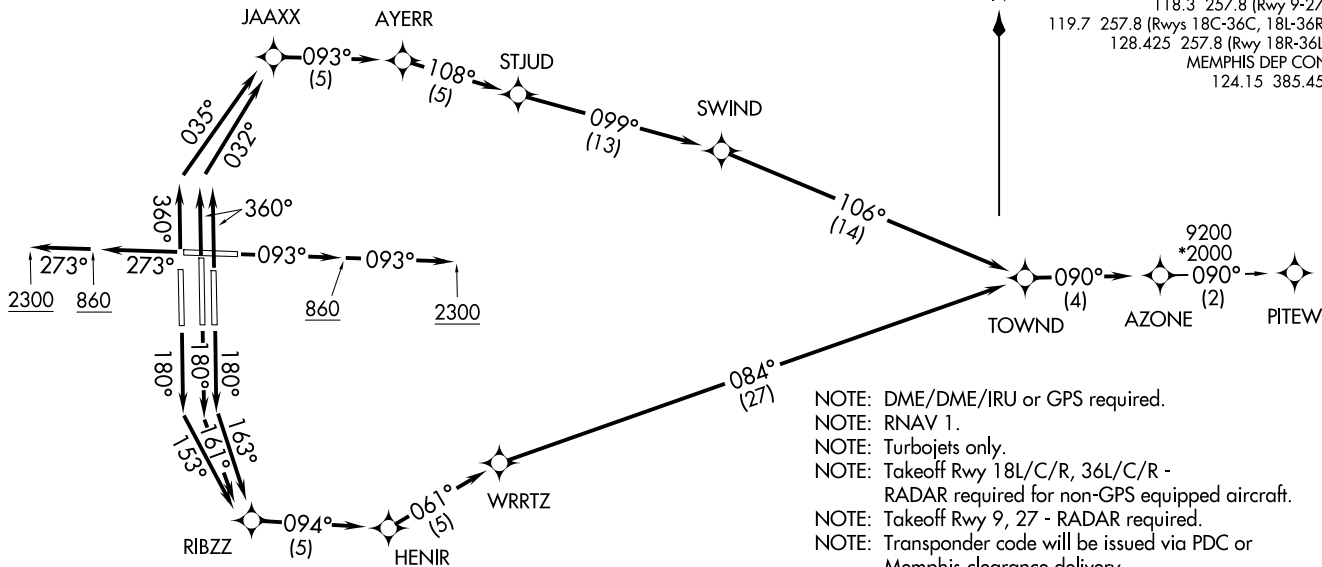 118.3 257.8 (Rwy 9-27
119.7 257.8 (Rwys 18C-36C, 18L-36R
128.425 257.8 (Rwy 18R-36L
MEMPHIS DEP CON
124.15 385.45
JAAXX
AYERR
093°
(5)
108°
(5)
STJUD
099°
(13)
SWIND
106°
(14)
035°
032°
360°
360°
273°
273°
2300
860
093°
093°
860
2300
9200
*2000
090°
(4)
090°
(2)
TOWND
AZONE
PITEW
180°
180°
180°
153°
161°
163°
084°
(27)
WRRTZ
061°
(5)
094°
(5)
RIBZZ
HENIR
NOTE: DME/DME/IRU or GPS required.
NOTE: RNAV 1.
NOTE: Turbojets only.
NOTE: Takeoff Rwy 18L/C/R, 36L/C/R -
RADAR required for non-GPS equipped aircraft.
NOTE: Takeoff Rwy 9, 27 - RADAR required.
NOTE: Transponder code will be issued via PDC or
Memphis clearance delivery